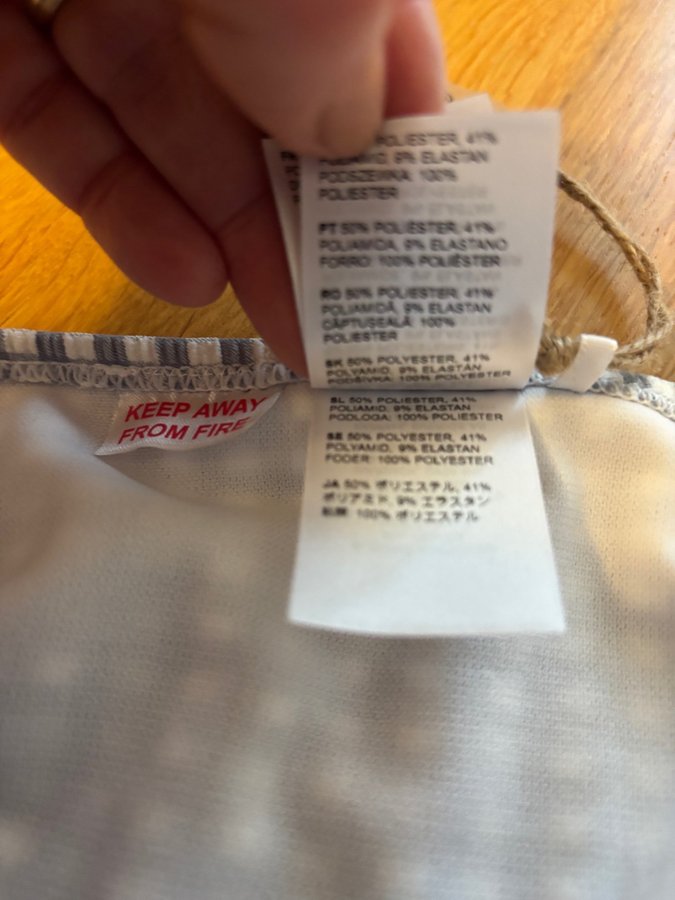 POLIESTER, 41%
POLIAMID, 9% ELASTAN
PODSZEWKA: 100%
POLIESTER
PT 50% POLIÉSTER, 41%
POLIAMIDA, 9% ELASTANO
FORRO: 100% POLIÉSTER
RO 50% POLIESTER, 41%
POLIAMIDĂ, 9% ELASTAN
CĂPTUSEALĂ: 100%
POLIESTER
SK 50% POLYESTER, 41%
POLYAMID, 9% ELASTAN
PODŠÍVKA: 100% POLYESTER
SL 50% POLIESTER, 41%
POLIAMID, 9% ELASTAN
PODLOGA: 100% POLIESTER
SE 50% POLYESTER, 41%
POLYAMID, 9% ELASTAN
FODER: 100% POLYESTER
JA 50% ポリエステル, 41%
ポリアミド, 9% エラスタン
100% ポリエステル
KEEP AWAY
FROM FIRE